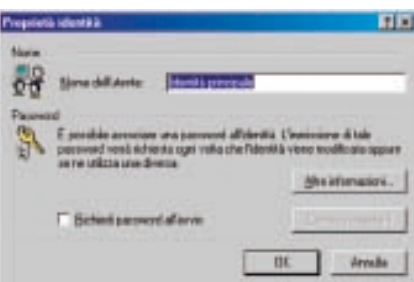 Proprietà identità
Nome
Nome dell'utente:
Identità principale
Password
È possibile associare una password all'identità. L'immissione di tale
password verrà richiesta ogni volta che l'identità viene modificata oppure
se ne utilizza una diversa.
Altre informazioni...
Richiedi password all'avvio
OK
Annulla